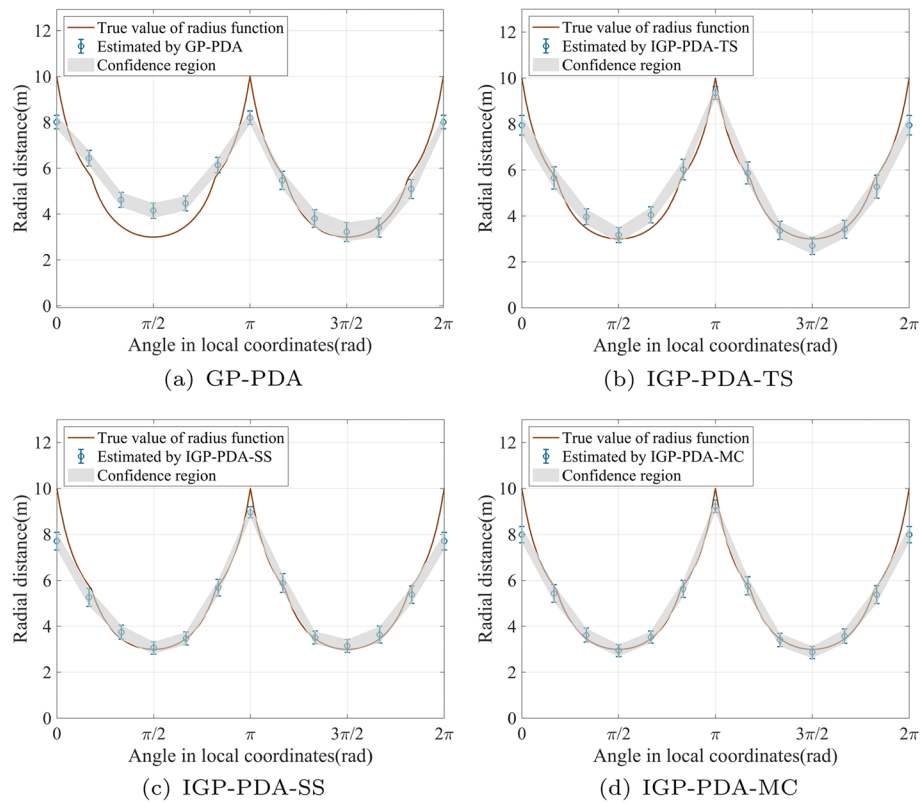 True value of radius function
Estimated by GP-PDA
Confidence region
12
10
8
6
4
2
0
Radial distance(m)
0 π/2 π 3π/2 2π
Angle in local coordinates(rad)
(a) GP-PDA
True value of radius function
Estimated by IGP-PDA-TS
Confidence region
12
10
8
6
4
2
0
Radial distance(m)
0 π/2 π 3π/2 2π
Angle in local coordinates(rad)
(b) IGP-PDA-TS
True value of radius function
Estimated by IGP-PDA-SS
Confidence region
12
10
8
6
4
2
0
Radial distance(m)
0 π/2 π 3π/2 2π
Angle in local coordinates(rad)
(c) IGP-PDA-SS
True value of radius function
Estimated by IGP-PDA-MC
Confidence region
12
10
8
6
4
2
0
Radial distance(m)
0 π/2 π 3π/2 2π
Angle in local coordinates(rad)
(d) IGP-PDA-MC